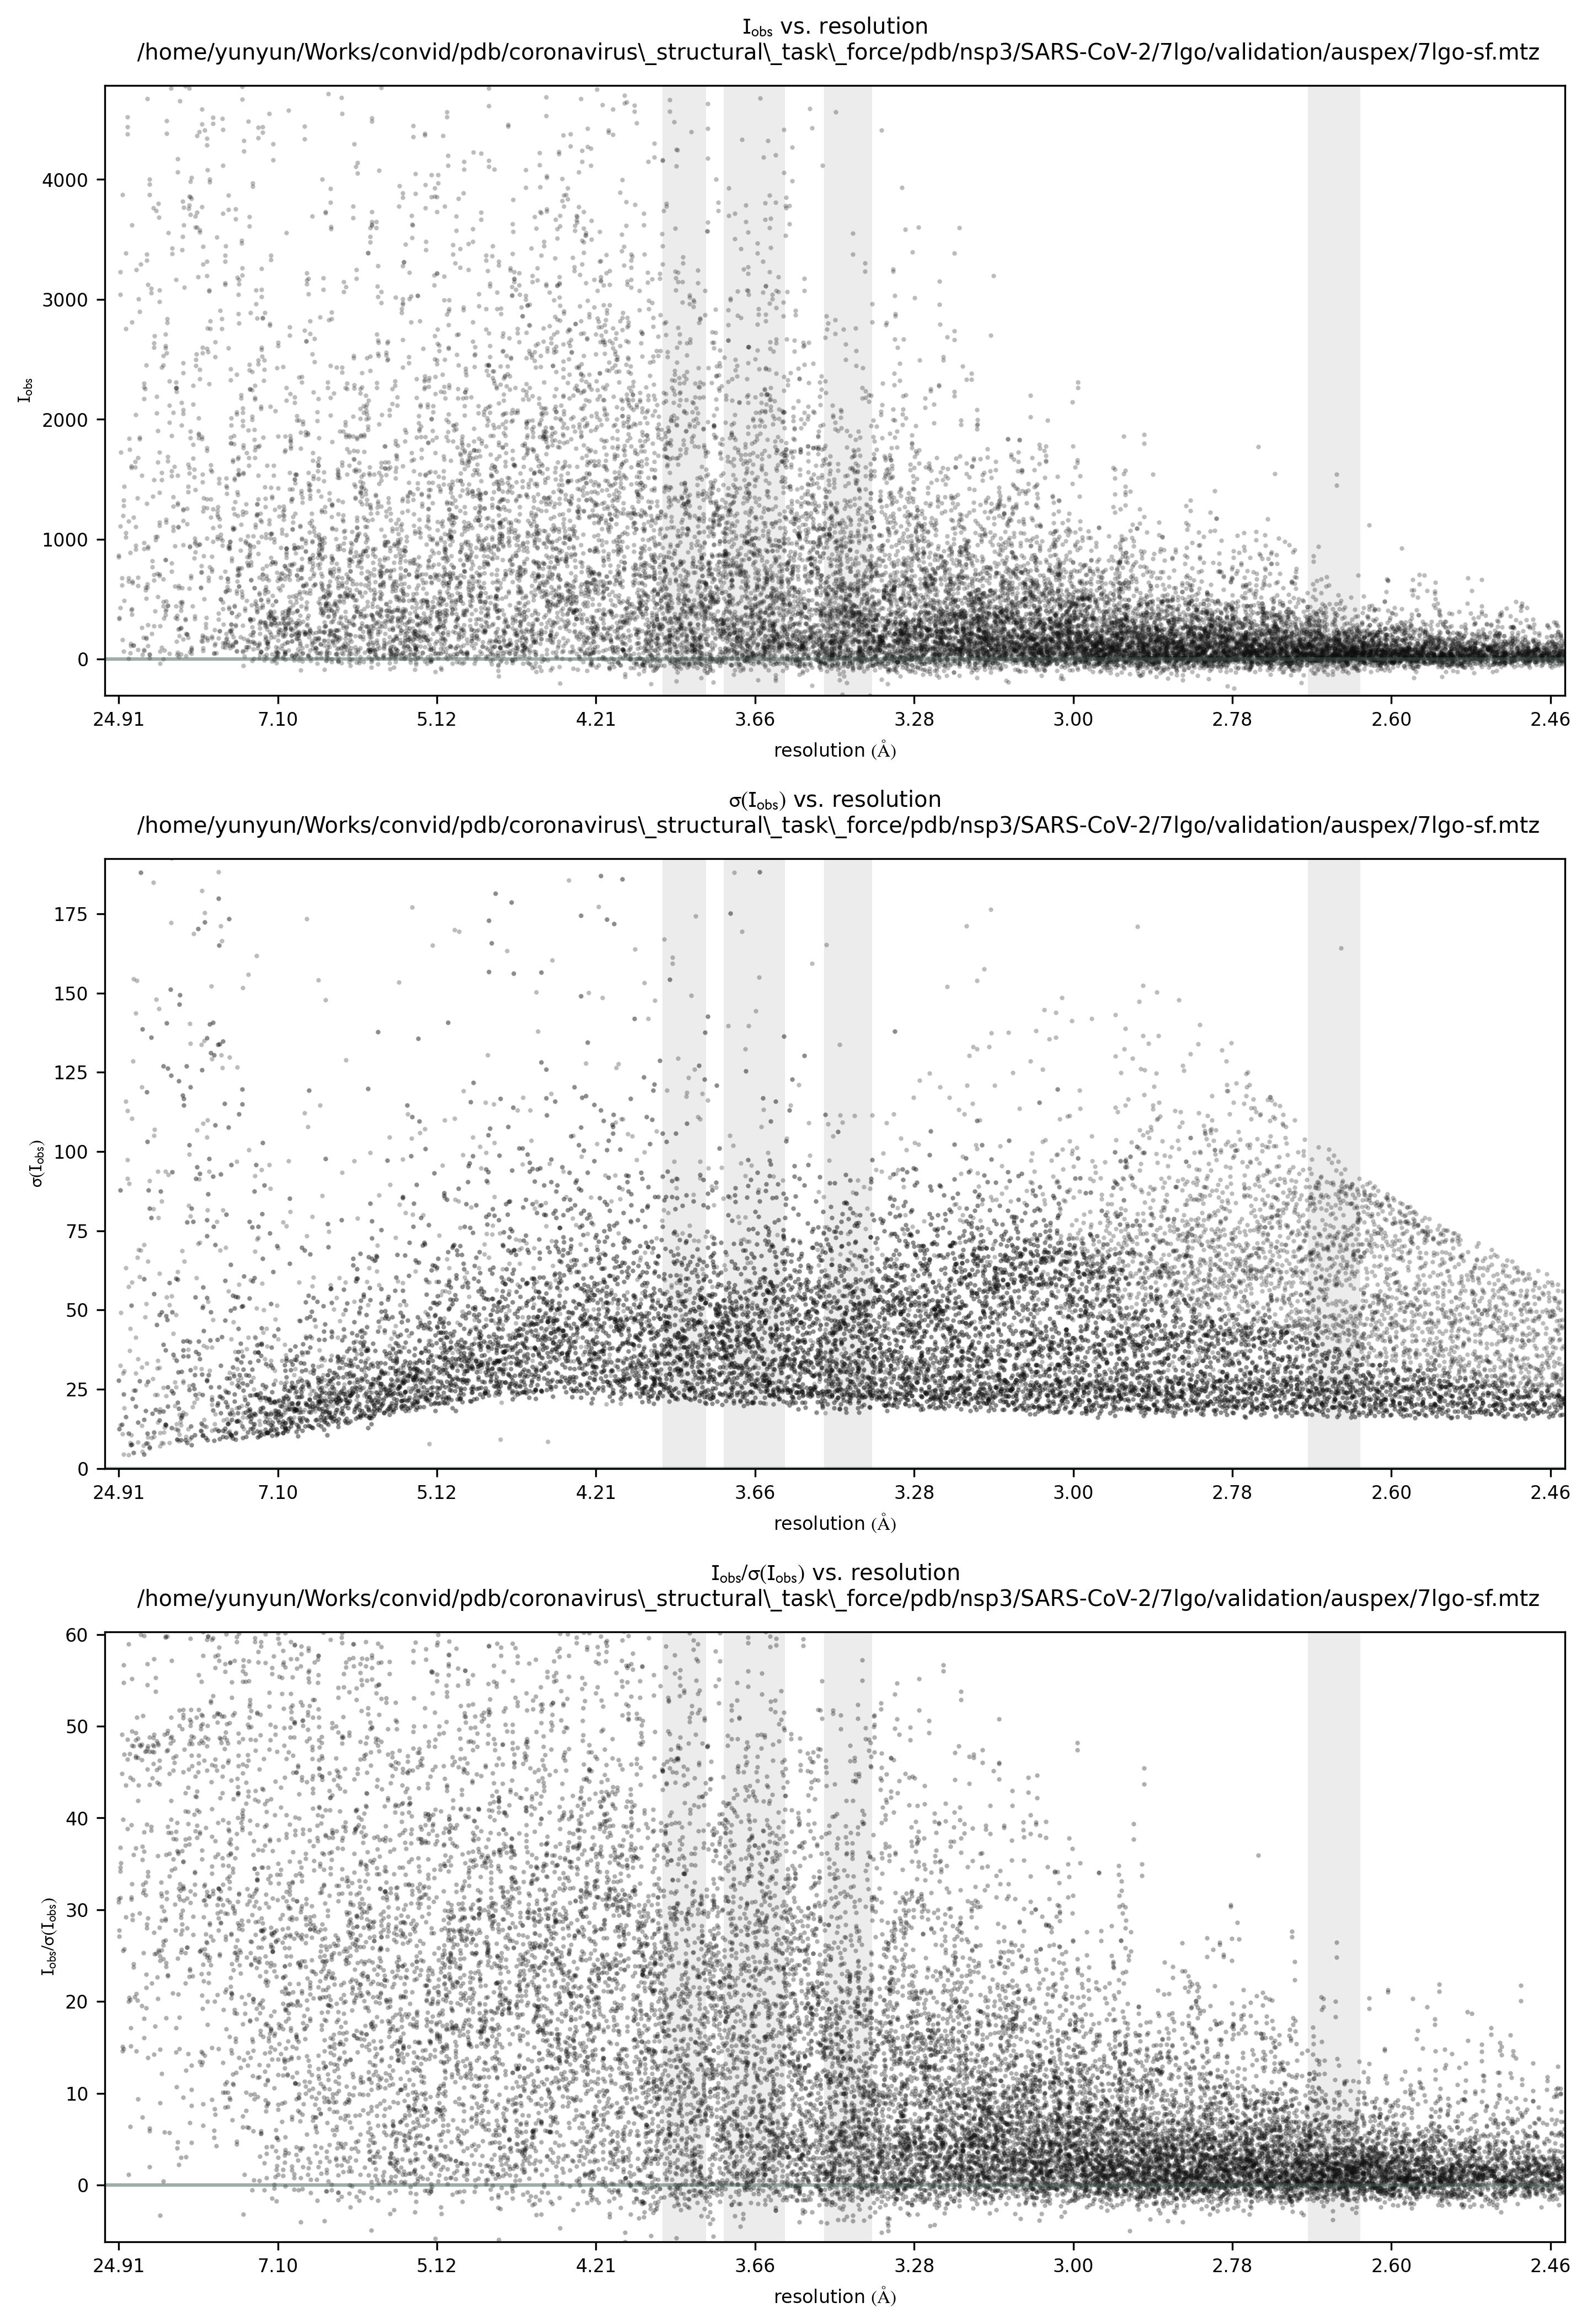 Iobs vs. resolution
/home/yunyun/Works/convid/pdb/coronavirus\_structural\_task\_force/pdb/nsp3/SARS-CoV-2/7lgo/validation/auspex/7lgo-sf.mtz
4000
3000
2000
1000
0
Iobs
24.91 7.10 5.12 4.21 3.66 3.28 3.00 2.78 2.60 2.46
resolution (Å)
σ(Iobs) vs. resolution
/home/yunyun/Works/convid/pdb/coronavirus\_structural\_task\_force/pdb/nsp3/SARS-CoV-2/7lgo/validation/auspex/7lgo-sf.mtz
175
150
125
100
75
50
25
0
σ(Iobs)
24.91 7.10 5.12 4.21 3.66 3.28 3.00 2.78 2.60 2.46
resolution (Å)
Iobs/σ(Iobs) vs. resolution
/home/yunyun/Works/convid/pdb/coronavirus\_structural\_task\_force/pdb/nsp3/SARS-CoV-2/7lgo/validation/auspex/7lgo-sf.mtz
60
50
40
30
20
10
0
Iobs/σ(Iobs)
24.91 7.10 5.12 4.21 3.66 3.28 3.00 2.78 2.60 2.46
resolution (Å)